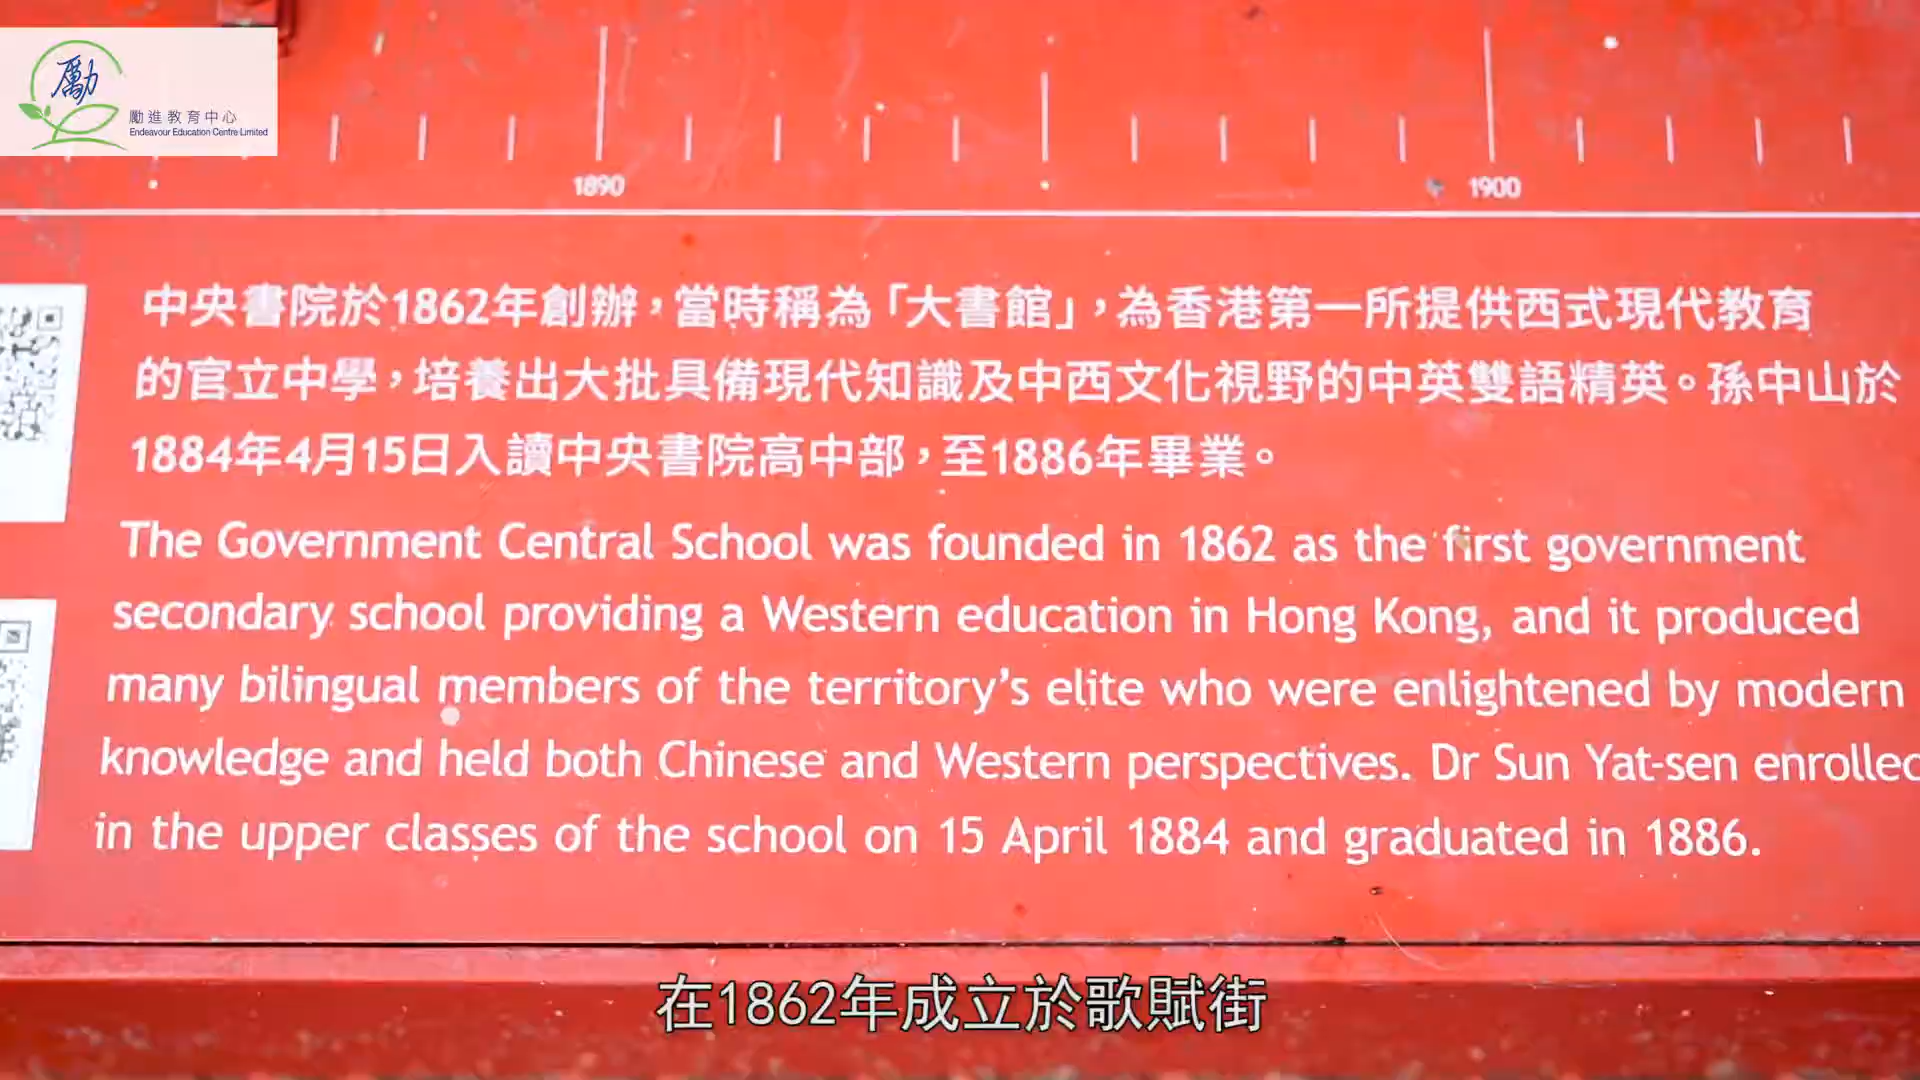 勵
勵進教育中心
Endeavour Education Centre Limited
1890
1900
中央書院於1862年創辦，當時稱為「大書館」，為香港第一所提供西式現代教育
的官立中學，培養出大批具備現代知識及中西文化視野的中英雙語精英。孫中山於
1884年4月15日入讀中央書院高中部，至1886年畢業。
The Government Central School was founded in 1862 as the first government
secondary school providing a Western education in Hong Kong, and it produced
many bilingual members of the territory’s elite who were enlightened by modern
knowledge and held both Chinese and Western perspectives. Dr Sun Yat-sen enrolled
in the upper classes of the school on 15 April 1884 and graduated in 1886.
在1862年成立於歌賦街